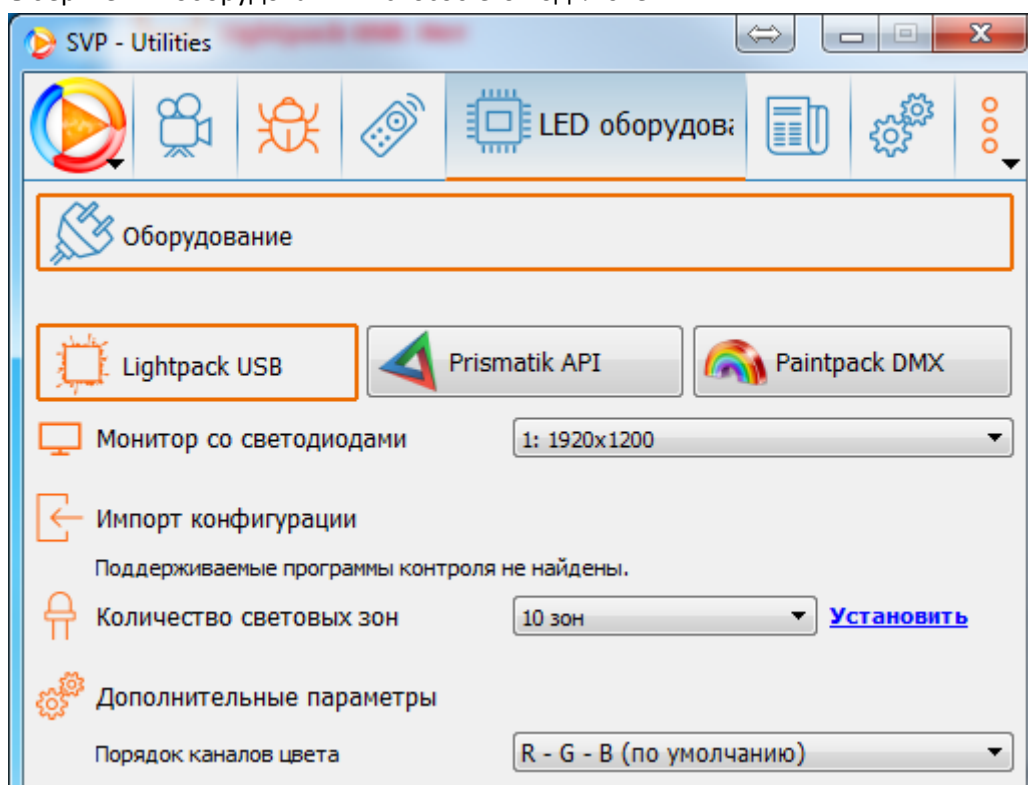 SVP - Utilities
LED оборудова
Оборудование
Lightpack USB
Prismatik API
Paintpack DMX
Монитор со светодиодами
1: 1920x1200
Импорт конфигурации
Поддерживаемые программы контроля не найдены.
Количество световых зон
10 зон
Установить
Дополнительные параметры
Порядок каналов цвета
R - G - B (по умолчанию)